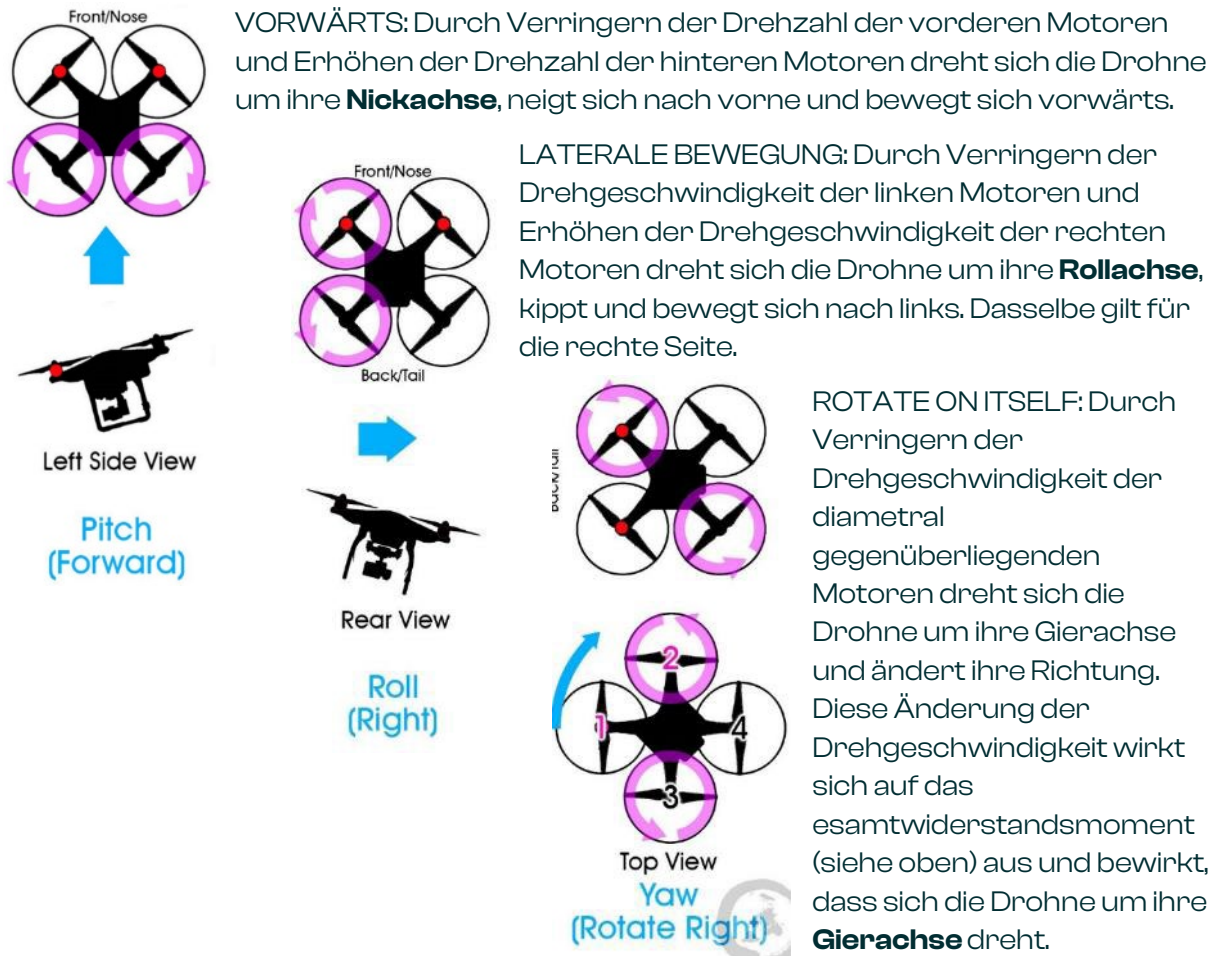 Front/Nose
VORWÄRTS: Durch Verringern der Drehzahl der vorderen Motoren
und Erhöhen der Drehzahl der hinteren Motoren dreht sich die Drohne
um ihre Nickachse, neigt sich nach vorne und bewegt sich vorwärts.
Left Side View
Pitch
(Forward)
LATERALE BEWEGUNG: Durch Verringern der
Drehgeschwindigkeit der linken Motoren und
Erhöhen der Drehgeschwindigkeit der rechten
Motoren dreht sich die Drohne um ihre Rollachse,
kippt und bewegt sich nach links. Dasselbe gilt für
die rechte Seite.
Front/Nose
Back/Tail
Rear View
Roll
(Right)
ROTATE ON ITSELF: Durch
Verringern der
Drehgeschwindigkeit der
diametral
gegenüberliegenden
Motoren dreht sich die
Drohne um ihre Gierachse
und ändert ihre Richtung.
Diese Änderung der
Drehgeschwindigkeit wirkt
sich auf das
esamtwiderstandsmoment
(siehe oben) aus und bewirkt,
dass sich die Drohne um ihre
Gierachse dreht.
Back/Tail
2
1
4
3
Top View
Yaw
(Rotate Right)